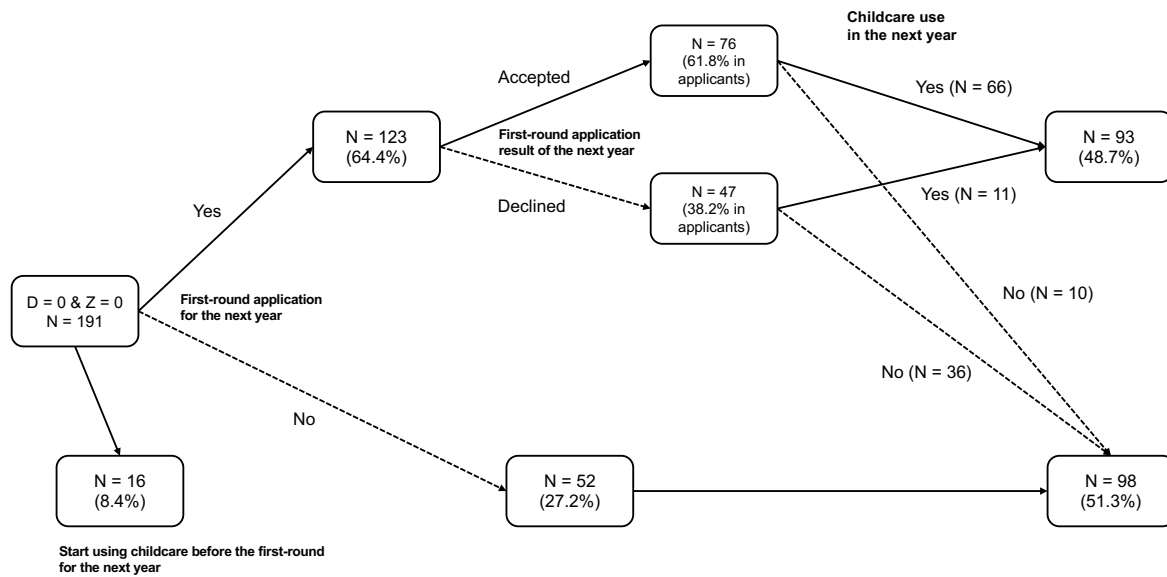 Childcare use
in the next year
N = 76
(61.8% in
applicants)
Accepted
Yes (N = 66)
N = 123
(64.4%)
First-round application
result of the next year
N = 93
(48.7%)
N = 47
(38.2% in
applicants)
Declined
Yes (N = 11)
Yes
D = 0 & Z = 0
N = 191
First-round application
for the next year
No (N = 10)
No (N = 36)
No
N = 16
(8.4%)
N = 52
(27.2%)
N = 98
(51.3%)
Start using childcare before the first-round
for the next year